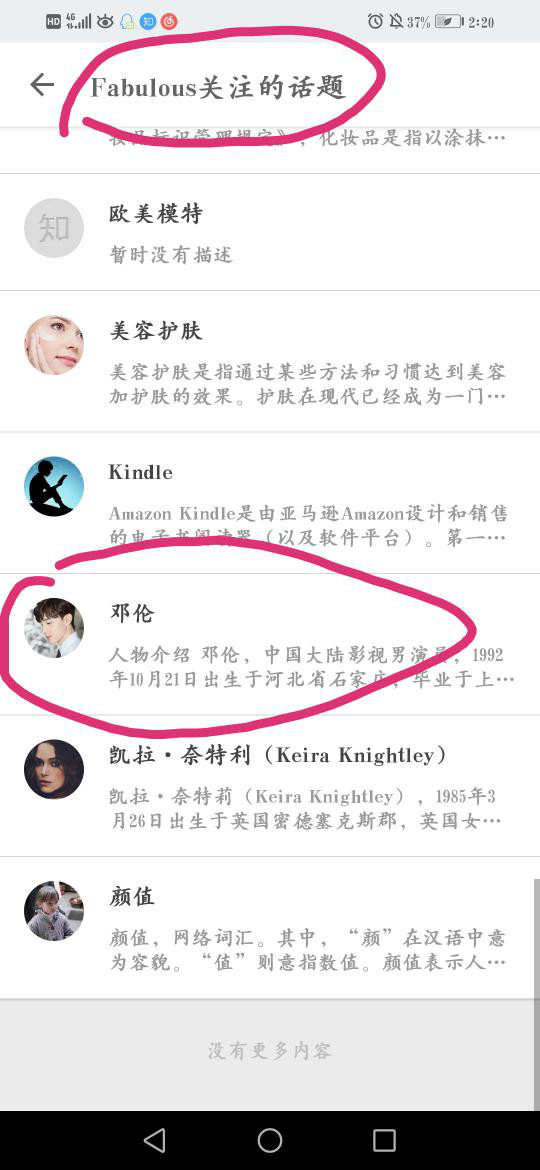 HD 4G 知 37% 2:20
Fabulous关注的话题
妆品标识管理规定》，化妆品是指以涂抹…
知
欧美模特
暂时没有描述
美容护肤
美容护肤是指通过某些方法和习惯达到美容
加护肤的效果。护肤在现代已经成为一门…
Kindle
Amazon Kindle是由亚马逊Amazon设计和销售
的电子书阅读器（以及软件平台）。第一…
邓伦
人物介绍 邓伦，中国大陆影视男演员，1992
年10月21日出生于河北省石家庄，毕业于上…
凯拉·奈特利（Keira Knightley）
凯拉·奈特莉（Keira Knightley），1985年3
月26日出生于英国密德塞克斯郡，英国女…
颜值
颜值，网络词汇。其中，“颜”在汉语中意
为容貌。“值”则意指数值。颜值表示人…
没有更多内容